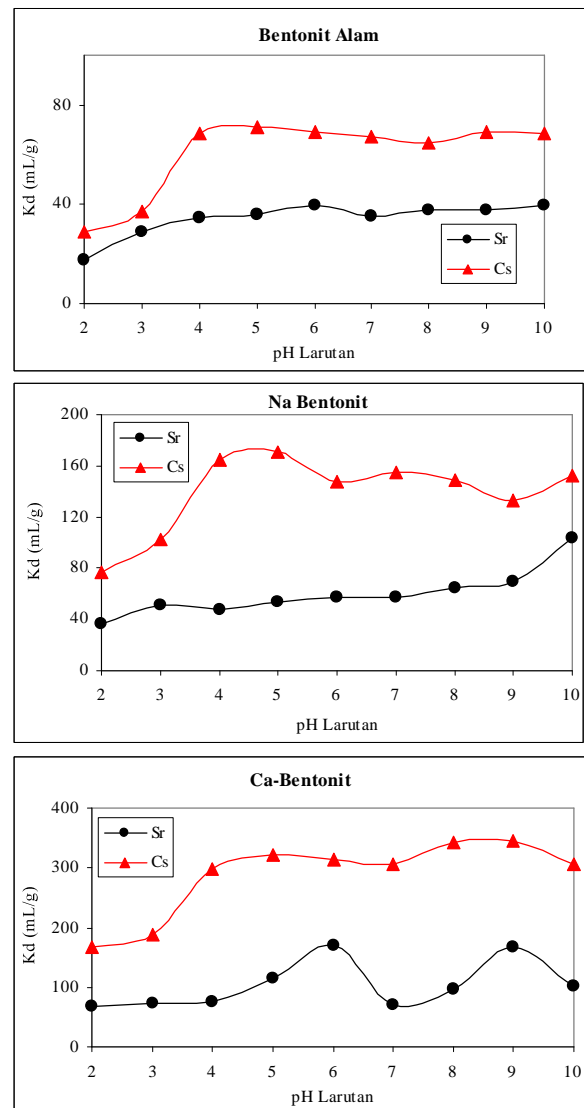 Bentonit Alam
80
40
0
Kd (mL/g)
Sr
Cs
2 3 4 5 6 7 8 9 10
pH Larutan
Na Bentonit
200
160
120
80
40
0
Kd (mL/g)
Sr
Cs
2 3 4 5 6 7 8 9 10
pH Larutan
Ca-Bentonit
400
300
200
100
0
Kd (mL/g)
Sr
Cs
2 3 4 5 6 7 8 9 10
pH Larutan